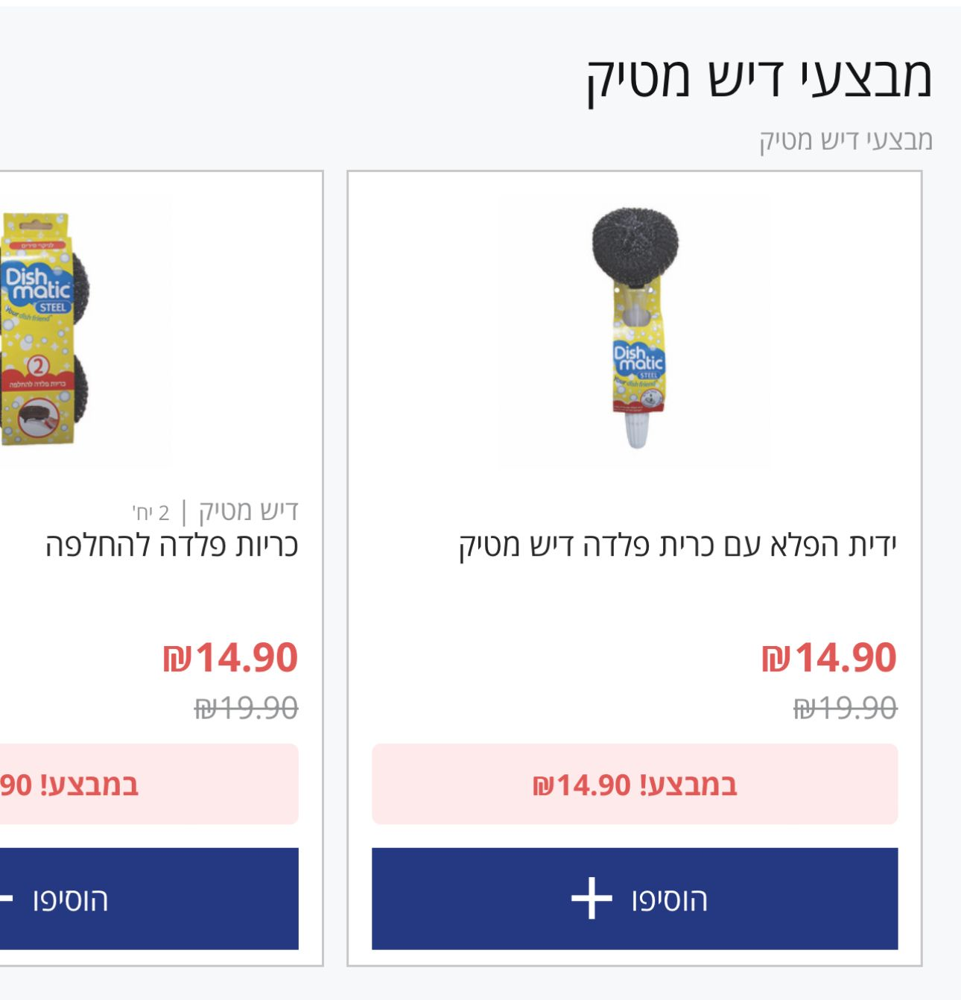 מבצעי דיש מטיק
מבצעי דיש מטיק
Dish
matic
STEEL
Your dish friend
ידית הפלא עם כרית פלדה דיש מטיק
₪14.90
₪19.90
במבצע! ₪14.90
הוסיפו +
לניקוי סירים
Dish
matic
STEEL
Your dish friend
2
כריות פלדה להחלפה
דיש מטיק | 2 יח'
כריות פלדה להחלפה
₪14.90
₪19.90
במבצע! 90
הוסיפו